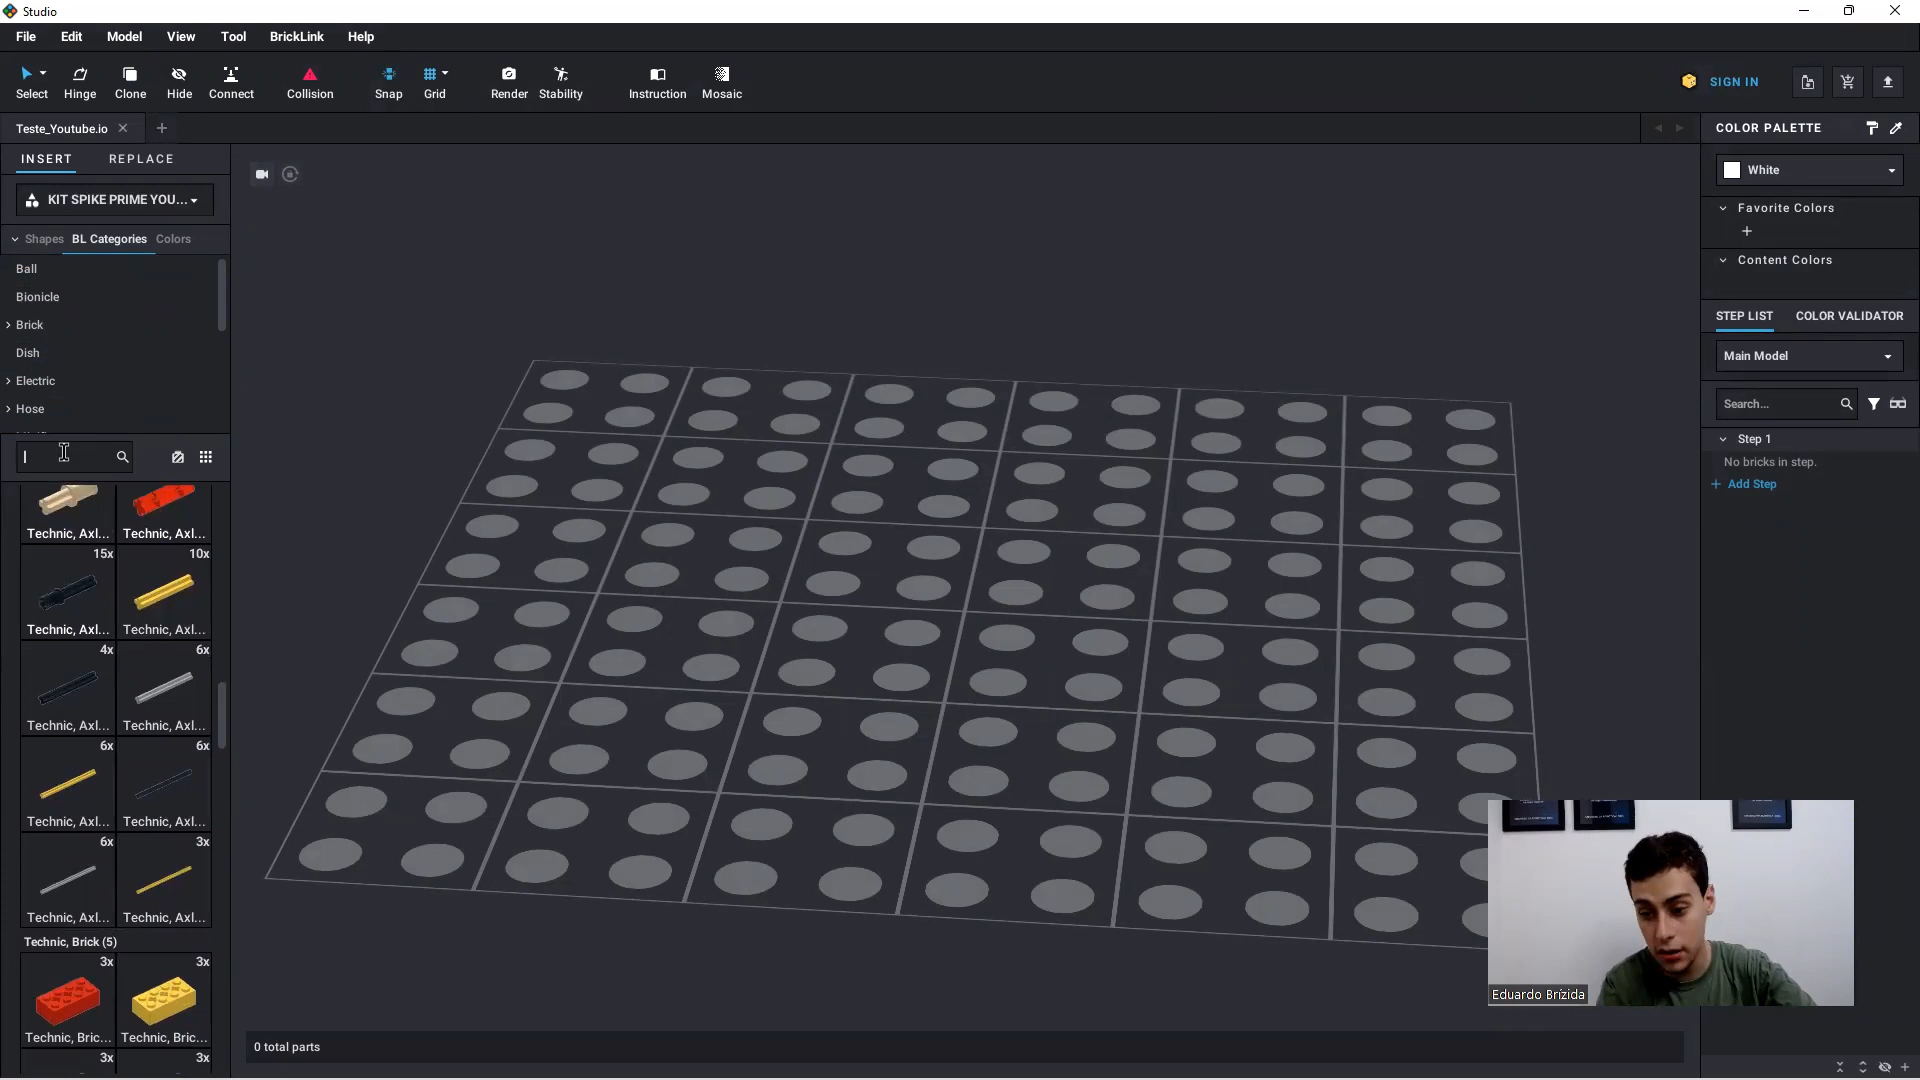 Studio
File Edit Model View Tool BrickLink Help
Select Hinge Clone Hide Connect Collision Snap Grid Render Stability Instruction Mosaic
SIGN IN
Teste_Youtube.io
INSERT REPLACE
KIT SPIKE PRIME YOU...
Shapes BL Categories Colors
Ball
Bionicle
Brick
Dish
Electric
Hose
Technic, Axl... Technic, Axl...
15x 10x
Technic, Axl... Technic, Axl...
4x 6x
Technic, Axl... Technic, Axl...
6x 6x
Technic, Axl... Technic, Axl...
6x 3x
Technic, Axl... Technic, Axl...
Technic, Brick (5)
3x 3x
Technic, Bric... Technic, Bric...
3x 3x
0 total parts
COLOR PALETTE
White
Favorite Colors
Content Colors
STEP LIST COLOR VALIDATOR
Main Model
Search...
Step 1
No bricks in step.
+ Add Step
Eduardo Brízida